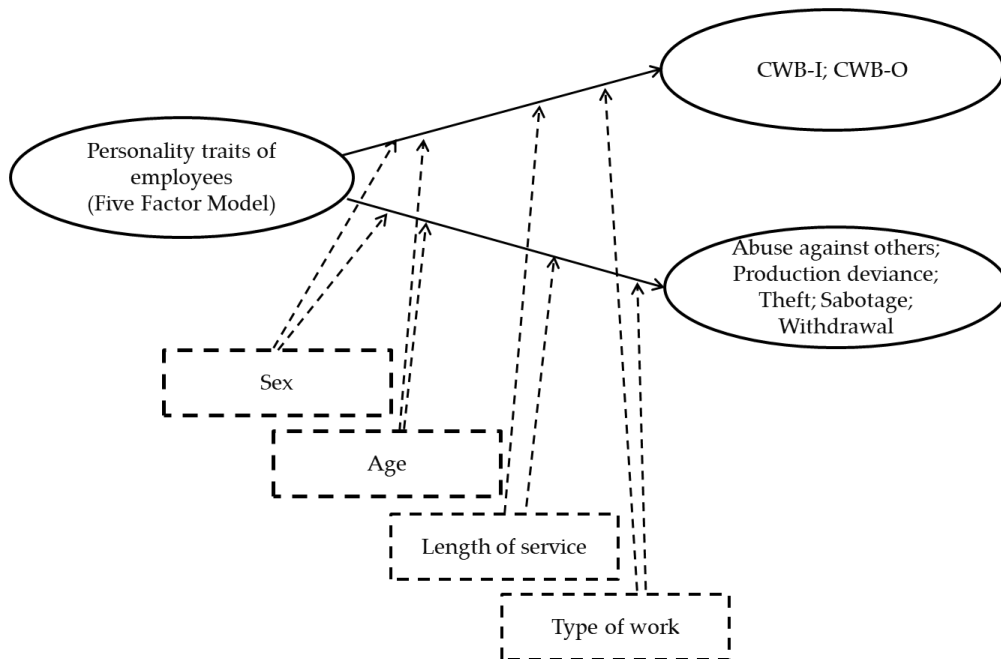 CWB-I; CWB-O
Personality traits of
employees
(Five Factor Model)
Abuse against others;
Production deviance;
Theft; Sabotage;
Withdrawal
Sex
Age
Length of service
Type of work